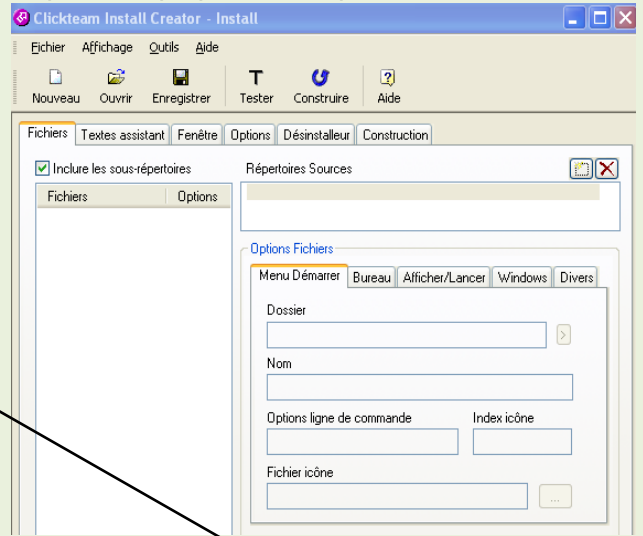 Clickteam Install Creator - Install
Fichier Affichage Outils Aide
Nouveau Ouvrir Enregistrer T Tester Construire Aide
Fichiers Textes assistant Fenêtre Options Désinstalleur Construction
Inclure les sous-répertoires Répertoires Sources
Fichiers Options
Options Fichiers
Menu Démarrer Bureau Afficher/Lancer Windows Divers
Dossier
>
Nom
Options ligne de commande Index icône
Fichier icône
...